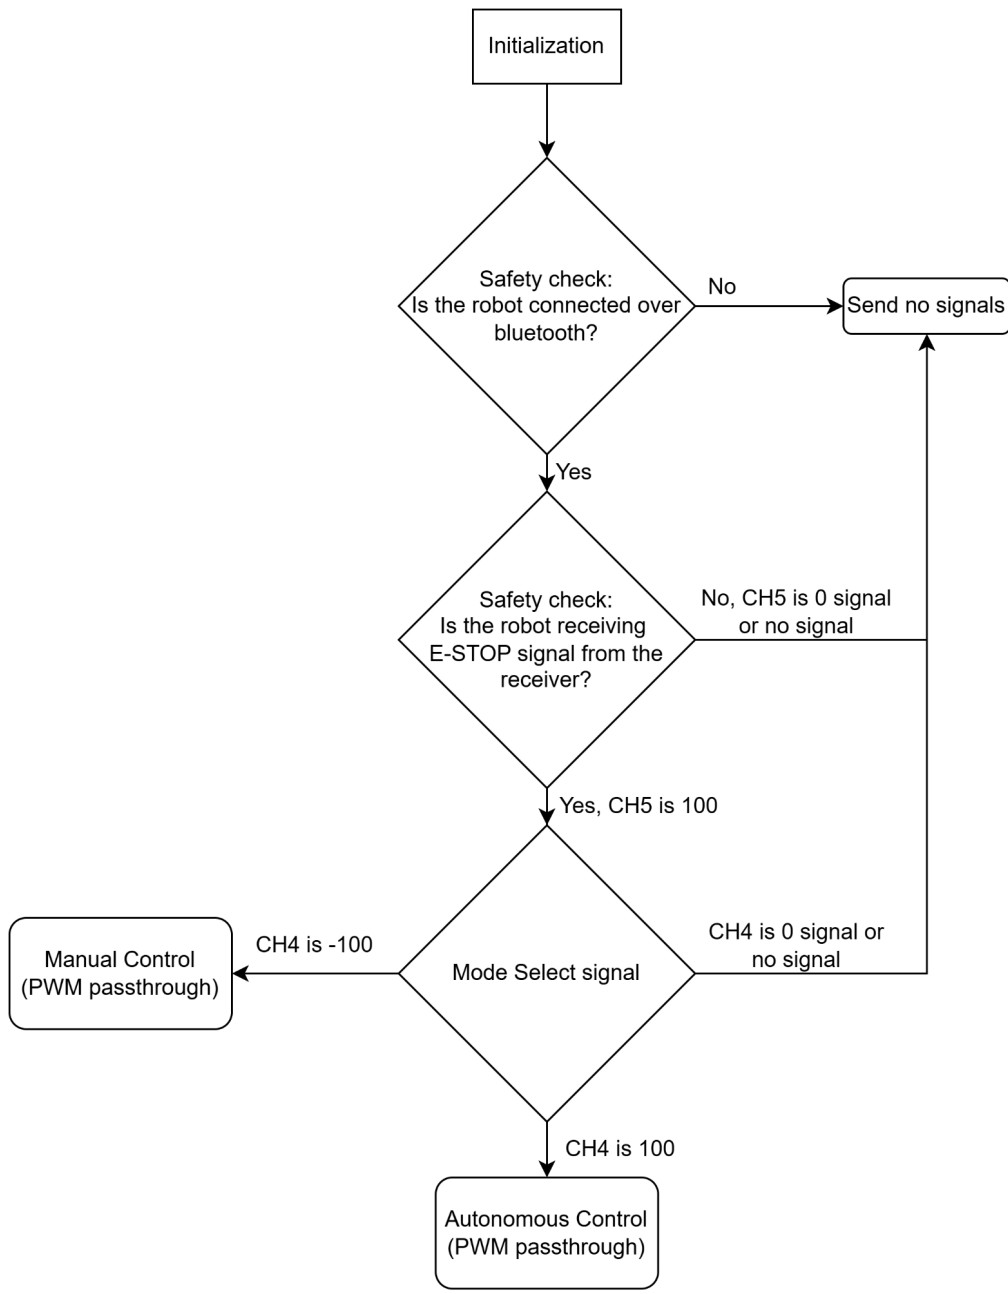 Initialization
Safety check:
Is the robot connected over
bluetooth?
No
Send no signals
Yes
Safety check:
Is the robot receiving
E-STOP signal from the
receiver?
No, CH5 is 0 signal
or no signal
Yes, CH5 is 100
Mode Select signal
CH4 is -100
Manual Control
(PWM passthrough)
CH4 is 0 signal or
no signal
CH4 is 100
Autonomous Control
(PWM passthrough)